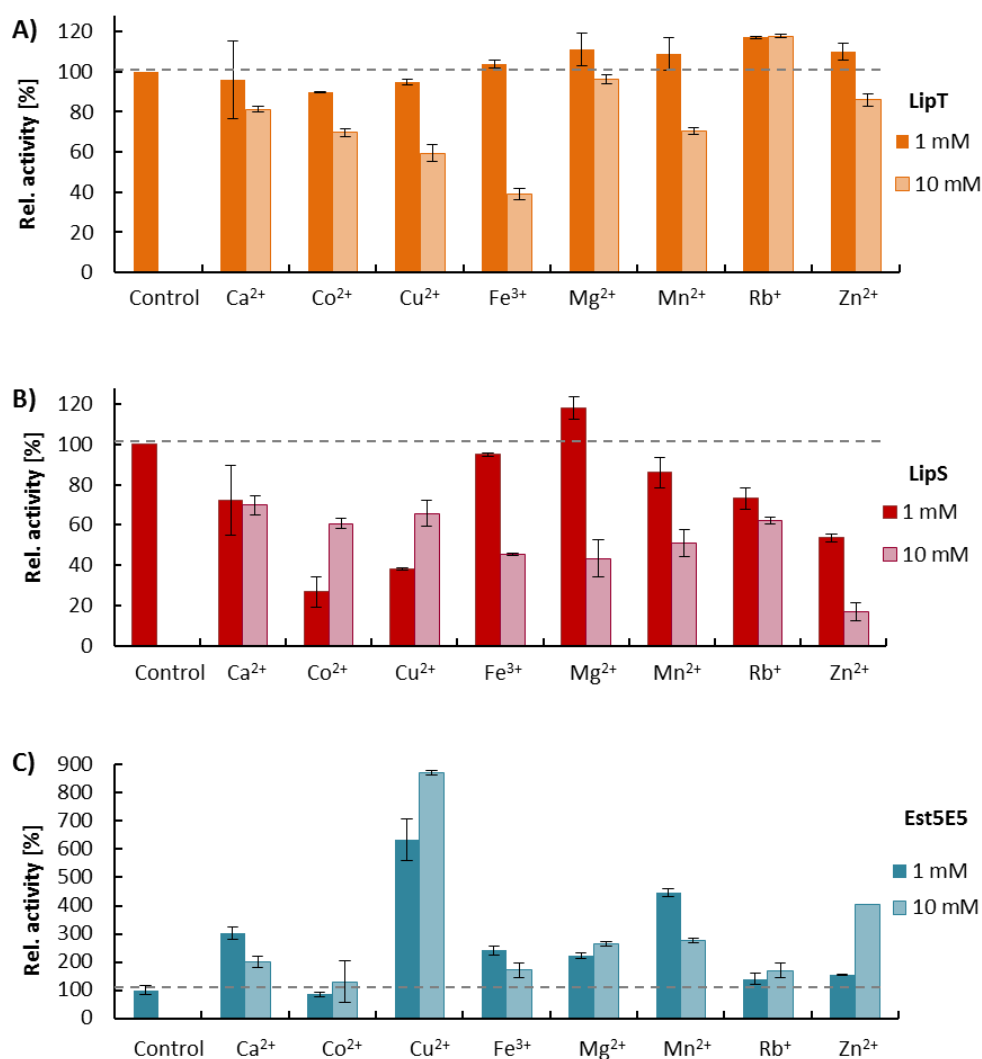 A)
Rel. activity [%]
120
100
80
60
40
20
0
Control Ca²⁺ Co²⁺ Cu²⁺ Fe³⁺ Mg²⁺ Mn²⁺ Rb⁺ Zn²⁺
LipT
1 mM
10 mM
B)
Rel. activity [%]
120
100
80
60
40
20
0
Control Ca²⁺ Co²⁺ Cu²⁺ Fe³⁺ Mg²⁺ Mn²⁺ Rb⁺ Zn²⁺
LipS
1 mM
10 mM
C)
Rel. activity [%]
900
800
700
600
500
400
300
200
100
0
Control Ca²⁺ Co²⁺ Cu²⁺ Fe³⁺ Mg²⁺ Mn²⁺ Rb⁺ Zn²⁺
Est5E5
1 mM
10 mM